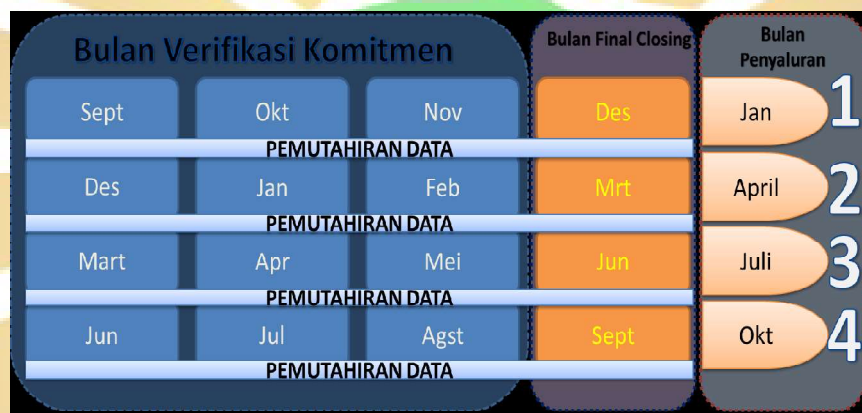 Bulan Verifikasi Komitmen
Bulan Final Closing
Bulan
Penyaluran
Sept Okt Nov Des Jan 1
PEMUTAHIRAN DATA
Des Jan Feb Mrt April 2
PEMUTAHIRAN DATA
Mart Apr Mei Jun Juli 3
PEMUTAHIRAN DATA
Jun Jul Agst Sept Okt 4
PEMUTAHIRAN DATA